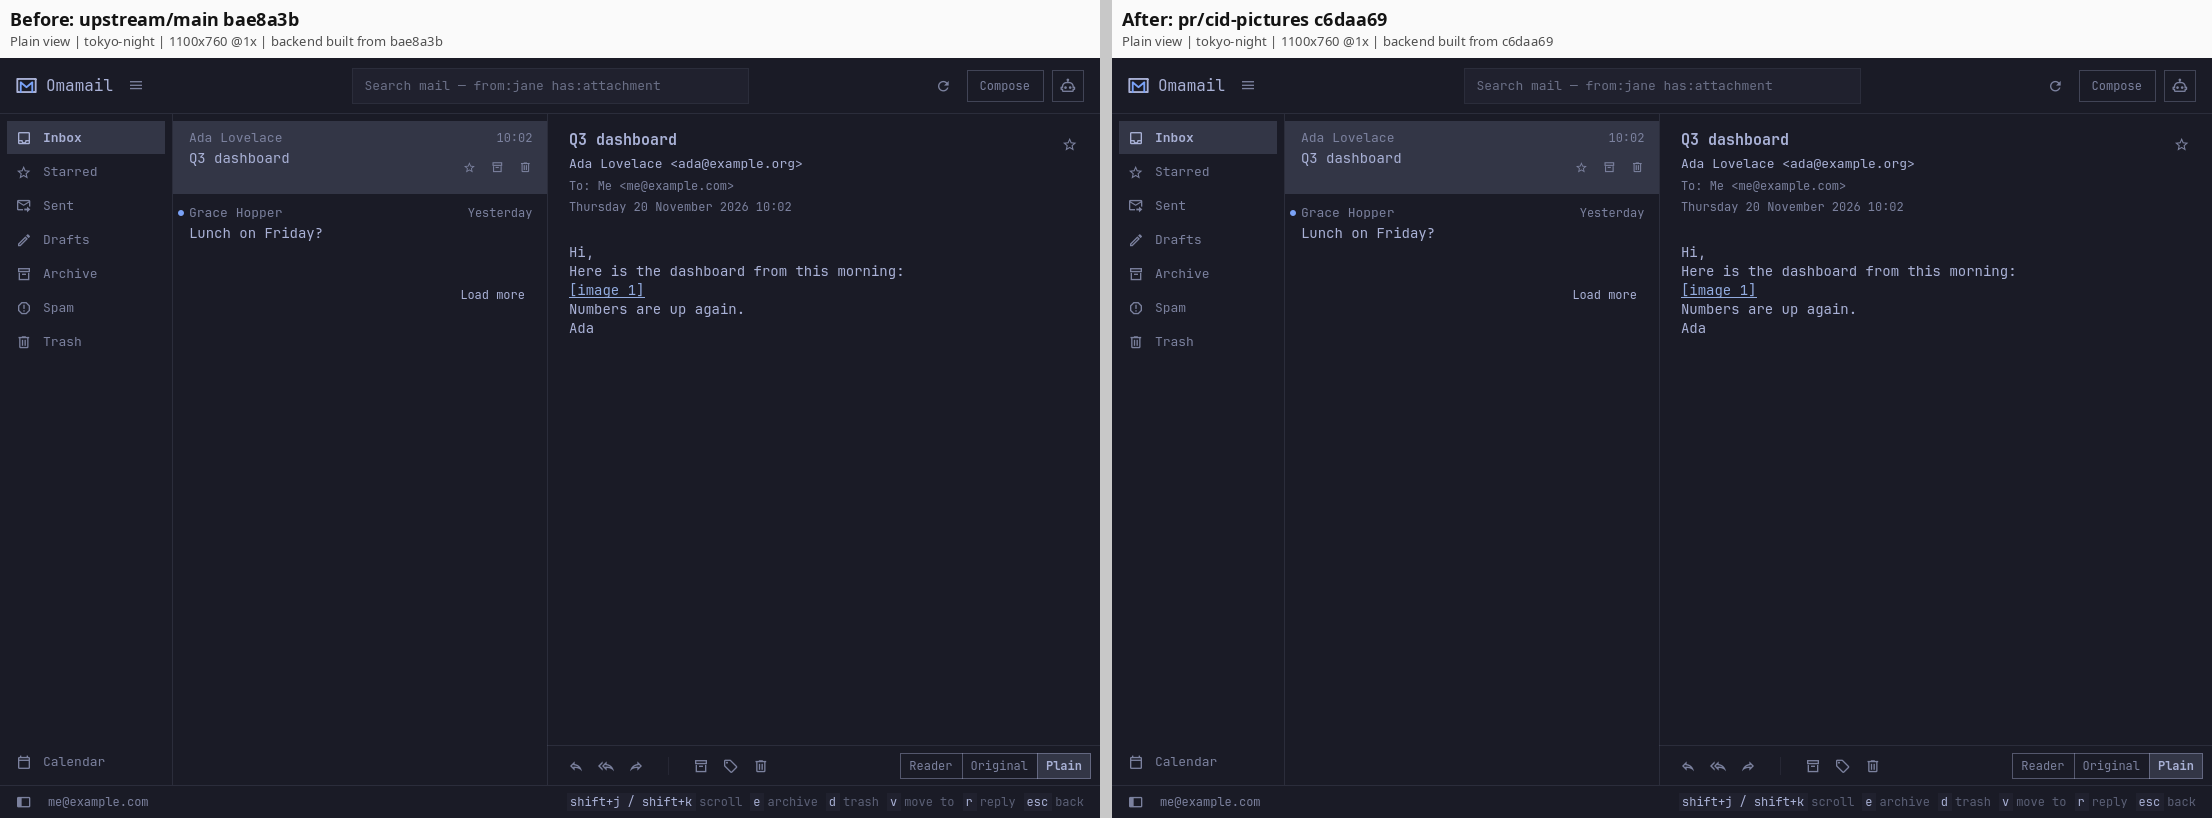 Before: upstream/main bae8a3b
Plain view | tokyo-night | 1100x760 @1x | backend built from bae8a3b
Omamail
Search mail — from:jane has:attachment
Compose
Inbox
Starred
Sent
Drafts
Archive
Spam
Trash
Calendar
Ada Lovelace 10:02
Q3 dashboard
Grace Hopper Yesterday
Lunch on Friday?
Load more
Q3 dashboard
Ada Lovelace <ada@example.org>
To: Me <me@example.com>
Thursday 20 November 2026 10:02
Hi,
Here is the dashboard from this morning:
[image 1]
Numbers are up again.
Ada
Reader Original Plain
me@example.com
shift+j / shift+k scroll e archive d trash v move to r reply esc back
After: pr/cid-pictures c6daa69
Plain view | tokyo-night | 1100x760 @1x | backend built from c6daa69
Omamail
Search mail — from:jane has:attachment
Compose
Inbox
Starred
Sent
Drafts
Archive
Spam
Trash
Calendar
Ada Lovelace 10:02
Q3 dashboard
Grace Hopper Yesterday
Lunch on Friday?
Load more
Q3 dashboard
Ada Lovelace <ada@example.org>
To: Me <me@example.com>
Thursday 20 November 2026 10:02
Hi,
Here is the dashboard from this morning:
[image 1]
Numbers are up again.
Ada
Reader Original Plain
me@example.com
shift+j / shift+k scroll e archive d trash v move to r reply esc back